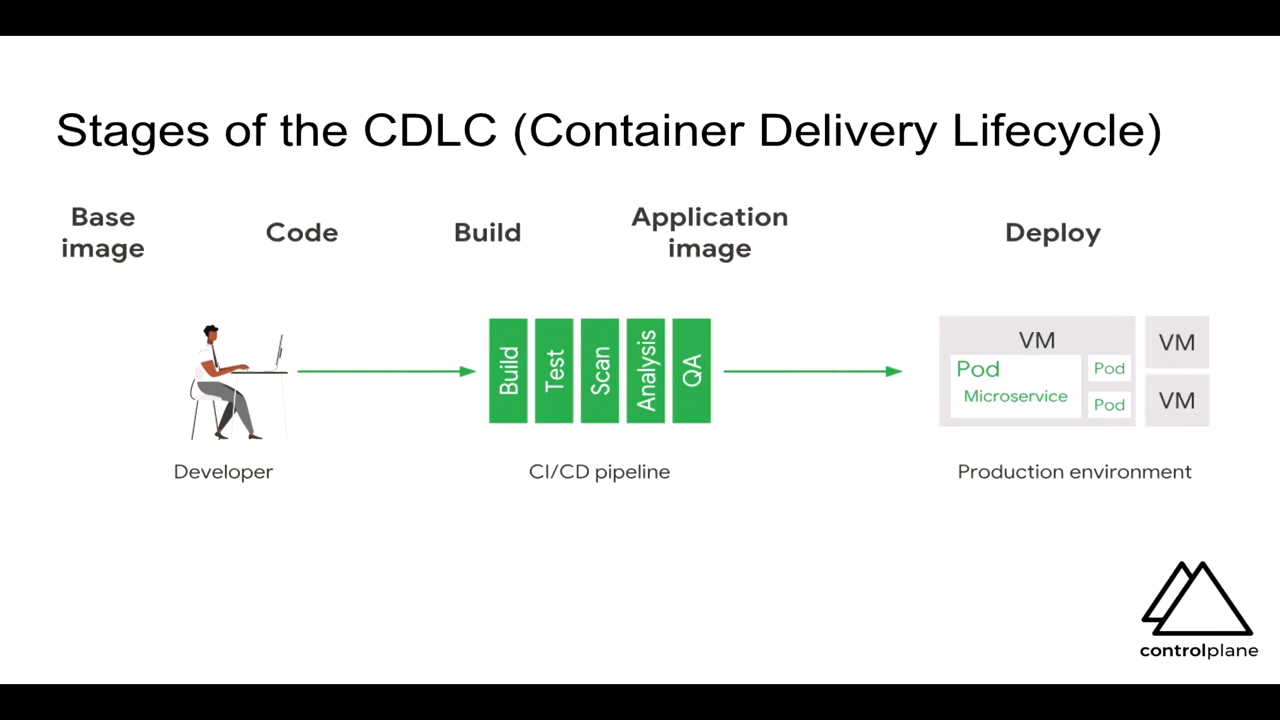 Stages of the CDLC (Container Delivery Lifecycle)
Base
image
Code
Build
Application
image
Deploy
Build
Test
Scan
Analysis
QA
VM
Pod
Microservice
Pod
Pod
VM
VM
Developer
CI/CD pipeline
Production environment
controlplane